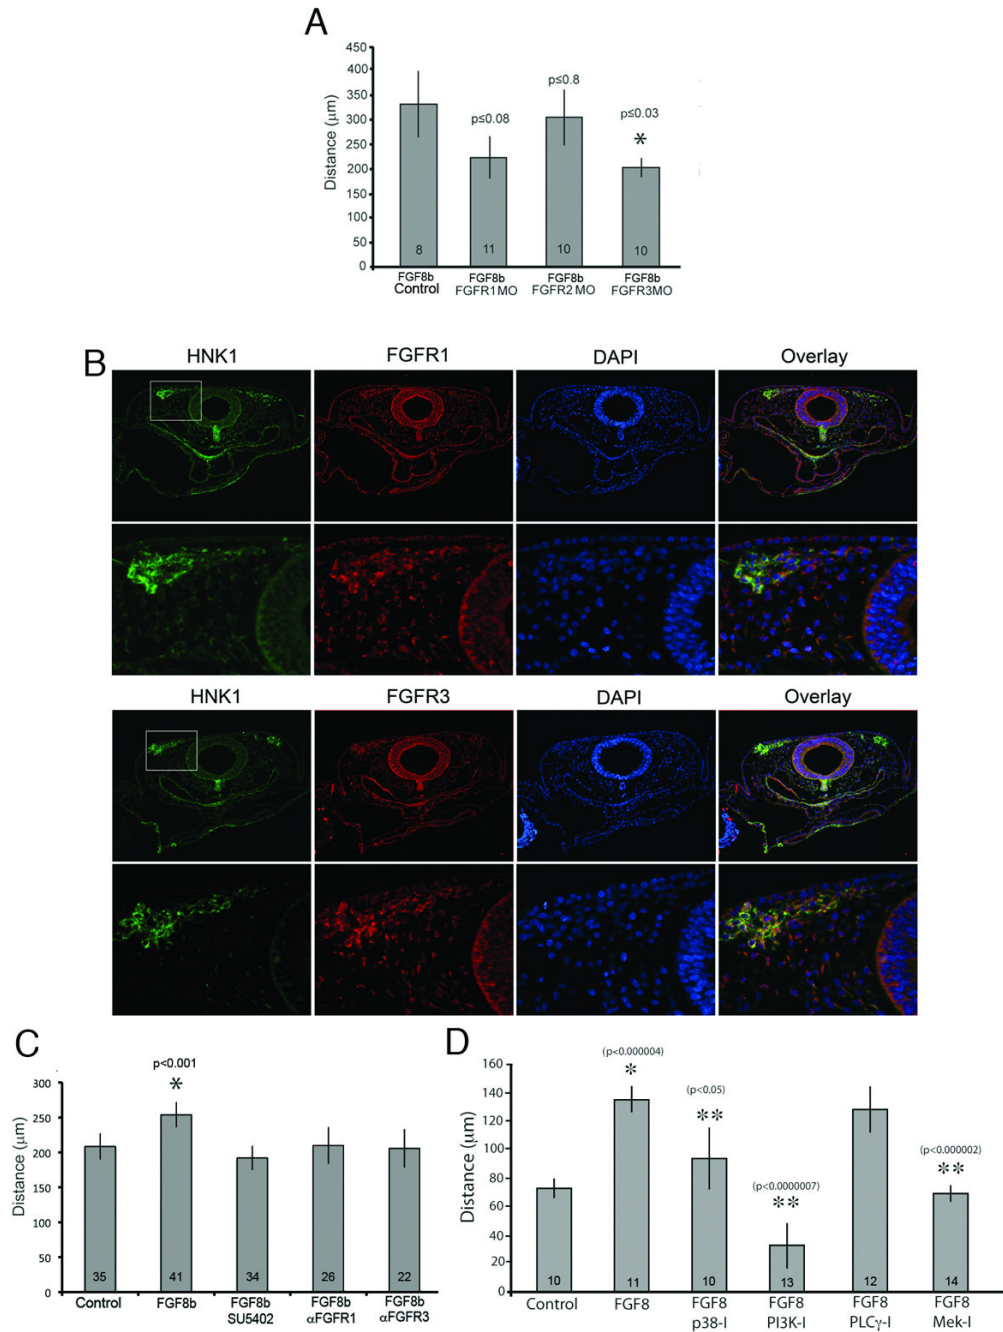 A
450
400
350
300
250
200
150
100
50
0
Distance (μm)
p≤0.08
p≤0.8
p≤0.03
*
8
11
10
10
FGF8b
Control
FGF8b
FGFR1MO
FGF8b
FGFR2 MO
FGF8b
FGFR3MO
B
HNK1
FGFR1
DAPI
Overlay
HNK1
FGFR3
DAPI
Overlay
C
300
250
200
150
100
50
0
Distance (μm)
p<0.001
*
35
41
34
26
22
Control
FGF8b
FGF8b
SU5402
FGF8b
αFGFR1
FGF8b
αFGFR3
D
160
140
120
100
80
60
40
20
0
Distance (μm)
(p<0.000004)
*
(p<0.05)
**
(p<0.0000007)
**
(p<0.000002)
**
10
11
10
13
12
14
Control
FGF8
FGF8
p38-I
FGF8
PI3K-I
FGF8
PLCγ-I
FGF8
Mek-I